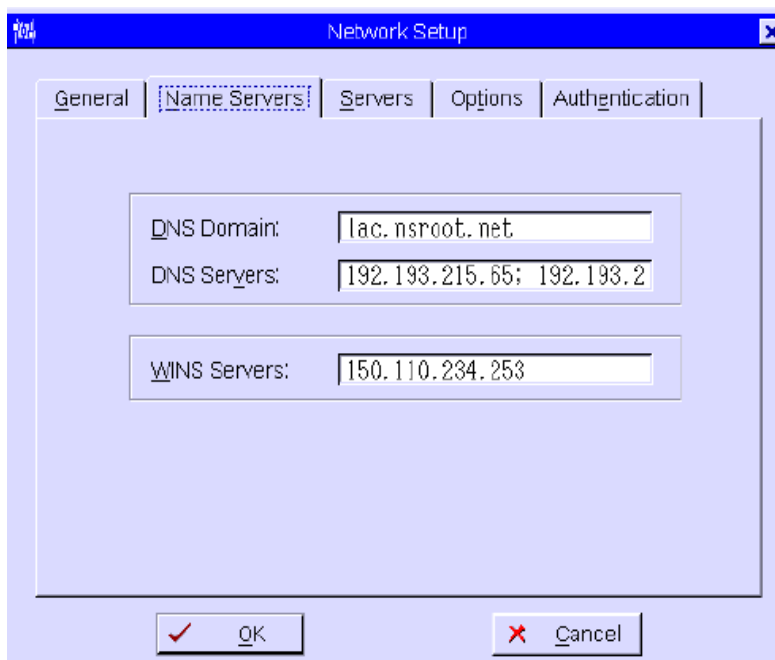 Network Setup
General Name Servers Servers Options Authentication
DNS Domain: lac.nsroot.net
DNS Servers: 192.193.215.65; 192.193.2
WINS Servers: 150.110.234.253
OK Cancel